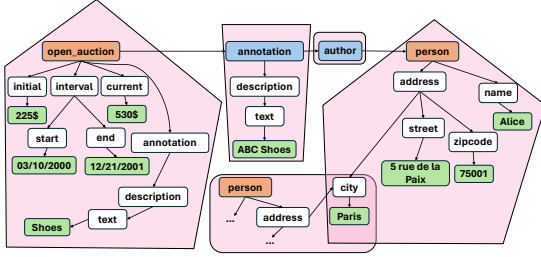 open_auction
annotation
author
person
initial
interval
current
225$
530$
start
end
03/10/2000
12/21/2001
annotation
description
text
Shoes
description
text
ABC Shoes
address
name
Alice
street
zipcode
5 rue de la
Paix
75001
city
Paris
person
...
address
...